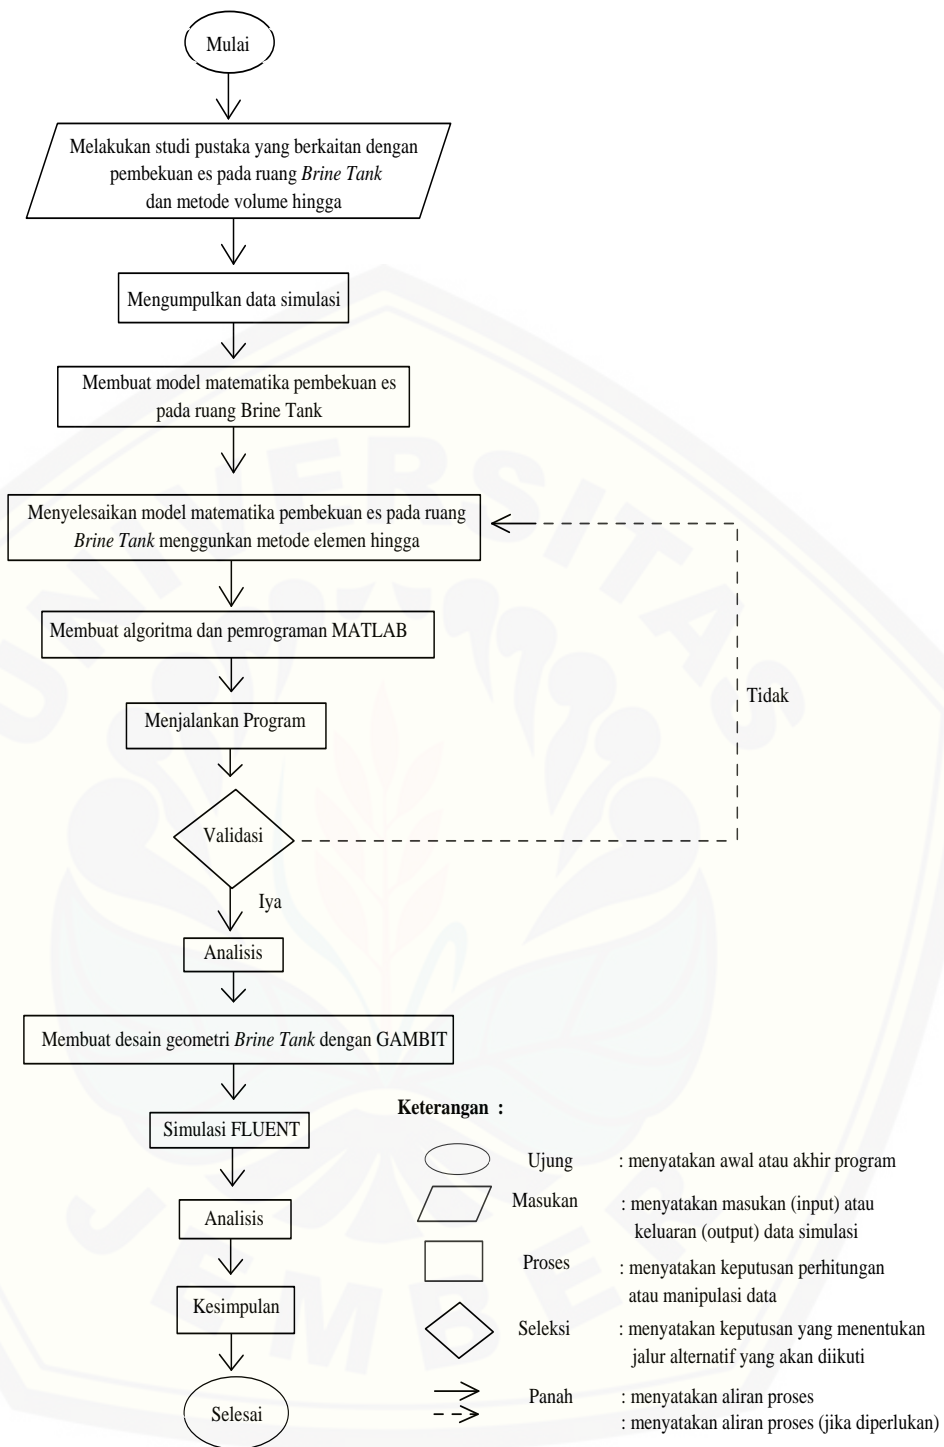 Mulai
Melakukan studi pustaka yang berkaitan dengan
pembekuan es pada ruang Brine Tank
dan metode volume hingga
Mengumpulkan data simulasi
Membuat model matematika pembekuan es
pada ruang Brine Tank
Menyelesaikan model matematika pembekuan es pada ruang
Brine Tank menggunkan metode elemen hingga
Membuat algoritma dan pemrograman MATLAB
Tidak
Menjalankan Program
Validasi
Iya
Analisis
Membuat desain geometri Brine Tank dengan GAMBIT
Simulasi FLUENT
Analisis
Kesimpulan
Selesai
Keterangan :
Ujung : menyatakan awal atau akhir program
Masukan : menyatakan masukan (input) atau
keluaran (output) data simulasi
Proses : menyatakan keputusan perhitungan
atau manipulasi data
Seleksi : menyatakan keputusan yang menentukan
jalur alternatif yang akan diikuti
Panah : menyatakan aliran proses
: menyatakan aliran proses (jika diperlukan)
UNIVERSITAS
JEMBER